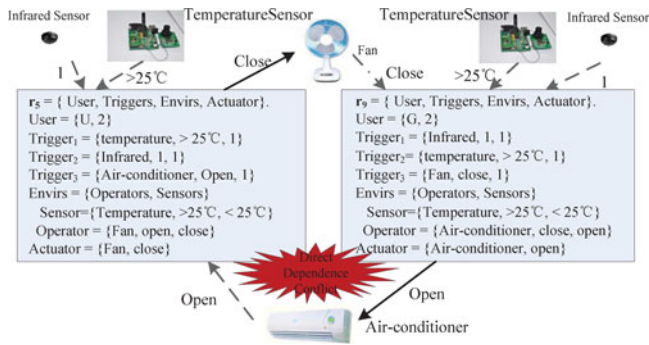 Infrared Sensor
TemperatureSensor
TemperatureSensor
Infrared Sensor
Close
Fan
1
>25℃
Close
>25℃
1
r5 = { User, Triggers, Envirs, Actuator}.
User = {U, 2}
Trigger1 = {temperature, > 25℃, 1}
Trigger2 = {Infrared, 1, 1}
Trigger3 = {Air-conditioner, Open, 1}
Envirs = {Operators, Sensors}
Sensor={Temperature, >25℃, < 25℃}
Operator = {Fan, open, close}
Actuator = {Fan, close}
r9 = { User, Triggers, Envirs, Actuator}.
User = {G, 2}
Trigger1 = {Infrared, 1, 1}
Trigger2= {temperature, > 25℃, 1}
Trigger3 = {Fan, close, 1}
Envirs = {Operators, Sensors}
Sensor={Temperature, >25℃, < 25℃}
Operator = {Air-conditioner, close, open}
Actuator = {Air-conditioner, open}
Direct
Dependence
Conflict
Open
Open
Air-conditioner